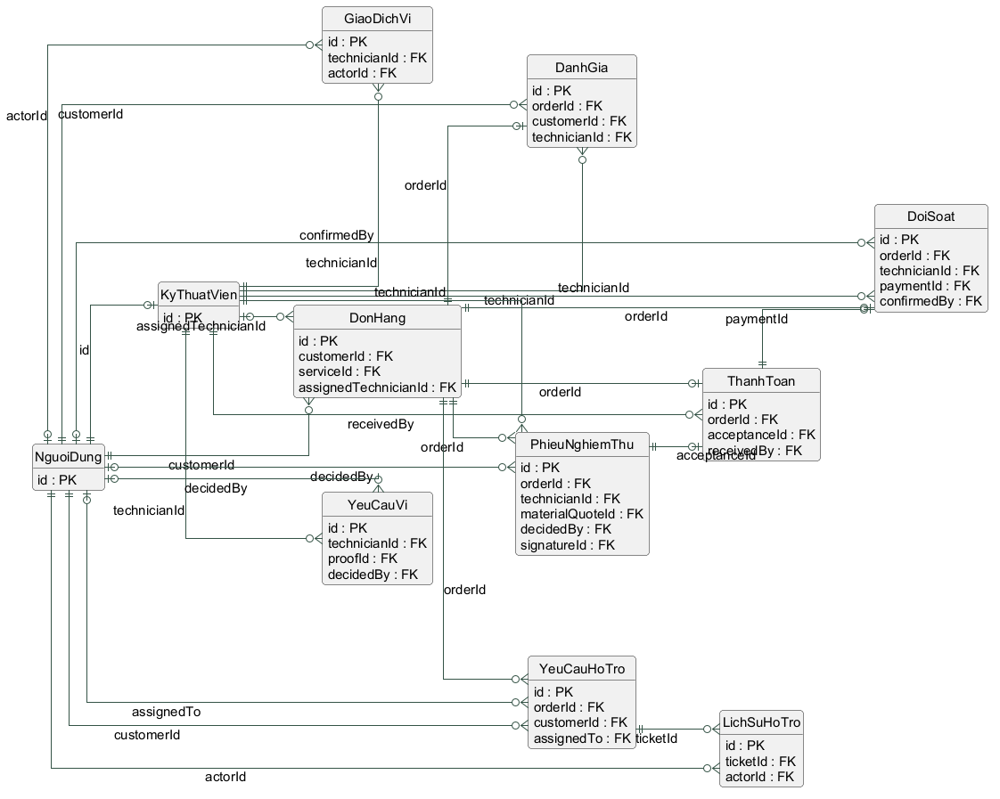 GiaoDichVi
id : PK
technicianId : FK
actorId : FK
DanhGia
id : PK
orderId : FK
customerId : FK
technicianId : FK
actorId
customerId
orderId
DoiSoat
id : PK
orderId : FK
technicianId : FK
paymentId : FK
confirmedBy : FK
confirmedBy
technicianId
KyThuatVien
id : PK
technicianId
technicianId
technicianId
assignedTechnicianId
DonHang
id : PK
customerId : FK
serviceId : FK
assignedTechnicianId : FK
orderId
paymentId
id
ThanhToan
id : PK
orderId : FK
acceptanceId : FK
receivedBy : FK
orderId
receivedBy
orderId
PhieuNghiemThu
id : PK
orderId : FK
technicianId : FK
materialQuoteId : FK
decidedBy : FK
signatureId : FK
acceptanceId
NguoiDung
id : PK
customerId
decidedBy
decidedBy
technicianId
YeuCauVi
id : PK
technicianId : FK
proofId : FK
decidedBy : FK
orderId
YeuCauHoTro
id : PK
orderId : FK
customerId : FK
assignedTo : FK
assignedTo
customerId
ticketId
LichSuHoTro
id : PK
ticketId : FK
actorId : FK
actorId